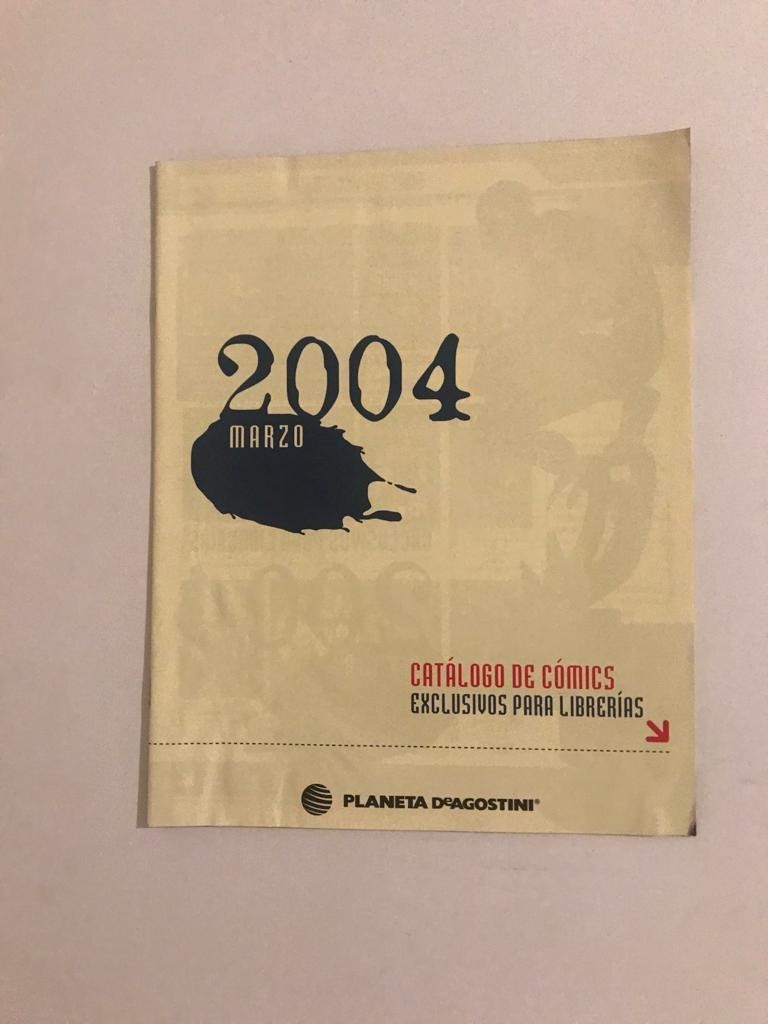 2004
MARZO
CATÁLOGO DE CÓMICS
EXCLUSIVOS PARA LIBRERÍAS
PLANETA DeAGOSTINI®